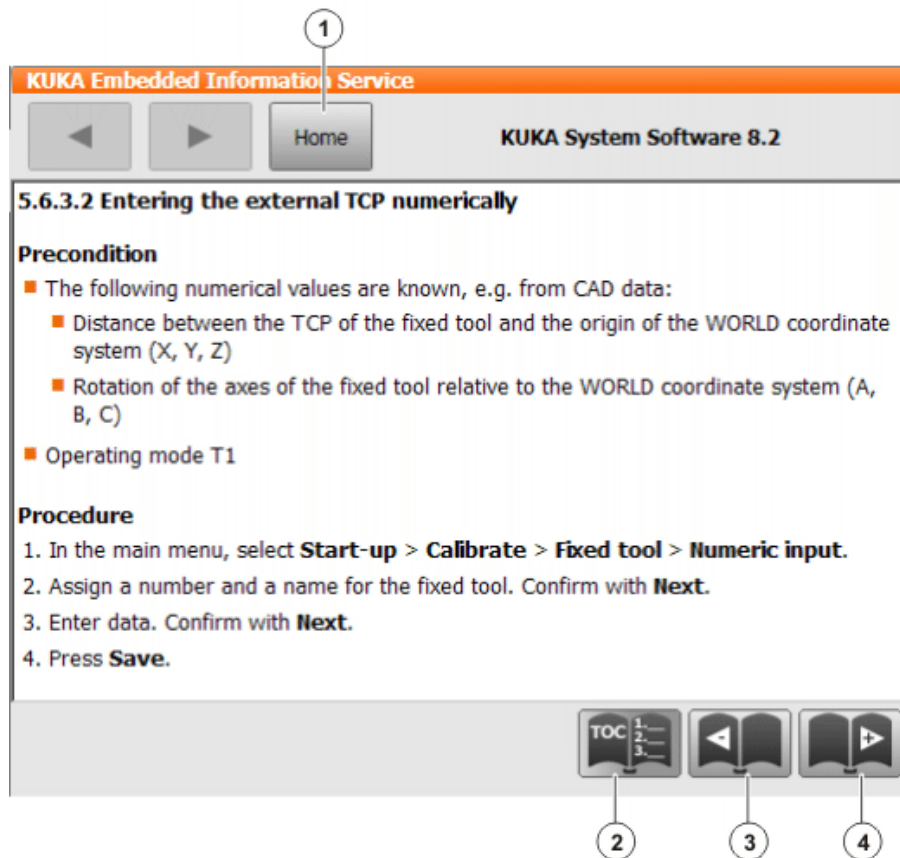 1
KUKA Embedded Information Service
Home
KUKA System Software 8.2
5.6.3.2 Entering the external TCP numerically
Precondition
The following numerical values are known, e.g. from CAD data:
Distance between the TCP of the fixed tool and the origin of the WORLD coordinate
system (X, Y, Z)
Rotation of the axes of the fixed tool relative to the WORLD coordinate system (A,
B, C)
Operating mode T1
Procedure
1. In the main menu, select Start-up > Calibrate > Fixed tool > Numeric input.
2. Assign a number and a name for the fixed tool. Confirm with Next.
3. Enter data. Confirm with Next.
4. Press Save.
TOC 1. 2. 3. - +
2 3 4